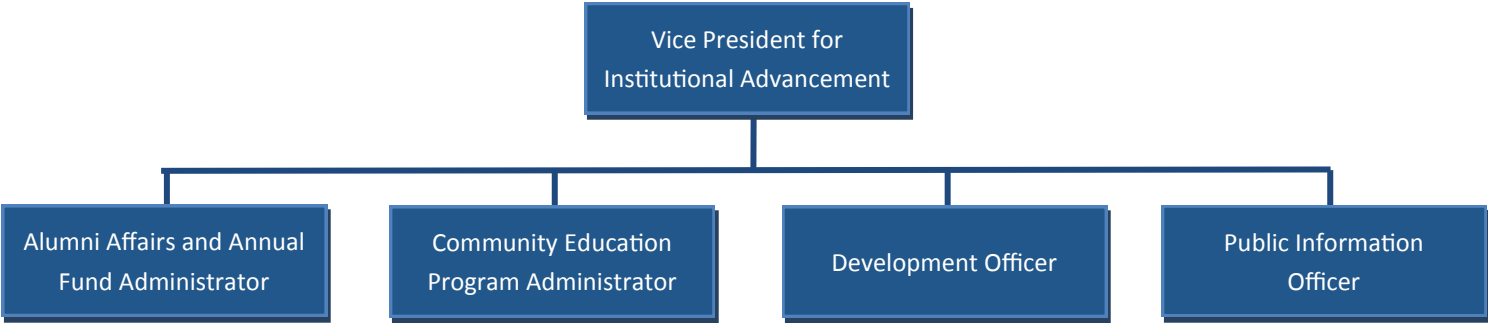 Vice President for
Institutional Advancement
Alumni Affairs and Annual
Fund Administrator
Community Education
Program Administrator
Development Officer
Public Information
Officer